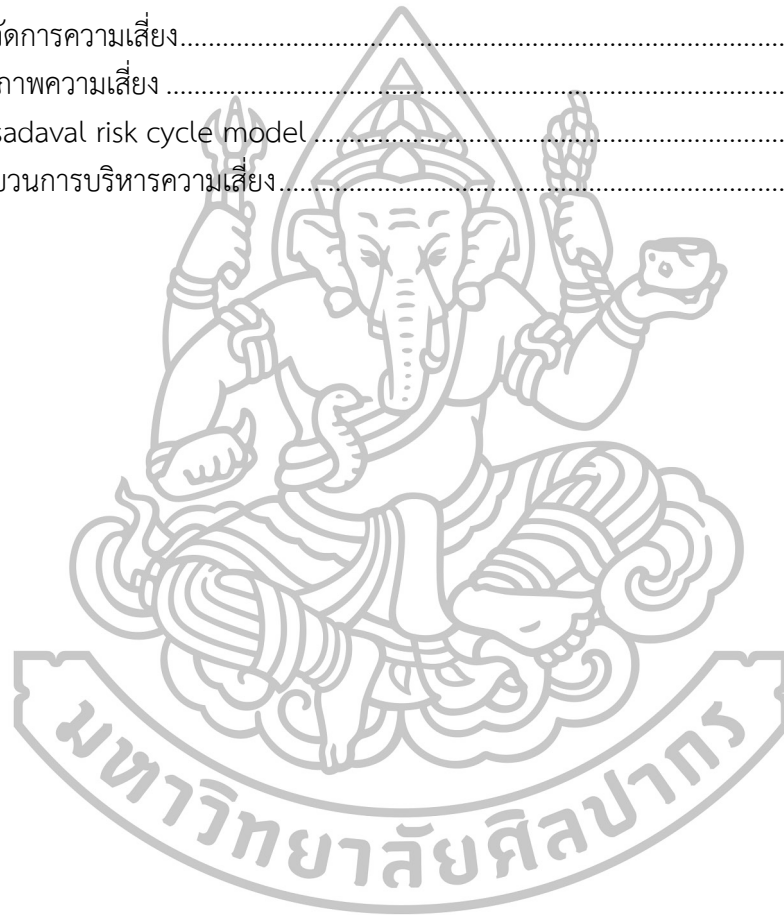 จัดการความเสี่ยง
ภาพความเสี่ยง
sadaval risk cycle model
วนการบริหารความเสี่ยง
มหาวิทยาลัยศิลปากร